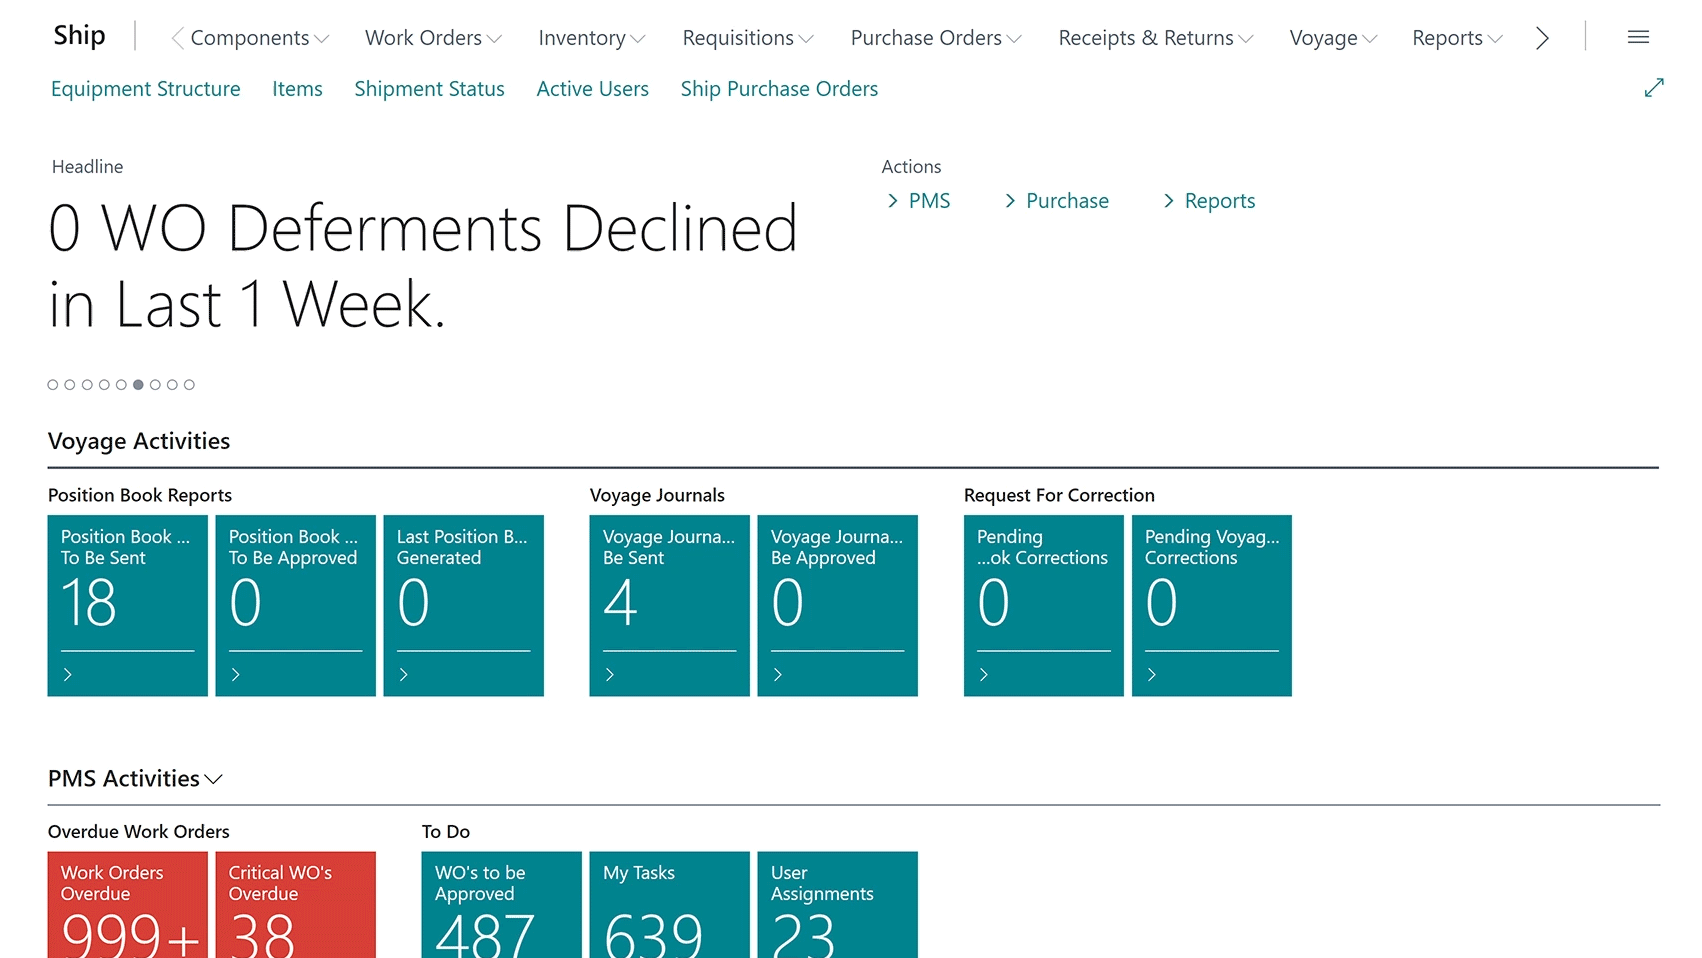 Ship
Components
Work Orders
Inventory
Requisitions
Purchase Orders
Receipts & Returns
Voyage
Reports
Equipment Structure
Items
Shipment Status
Active Users
Ship Purchase Orders
Headline
0 WO Deferments Declined
in Last 1 Week.
Actions
PMS
Purchase
Reports
Voyage Activities
Position Book Reports
Position Book ...
To Be Sent
18
Position Book ...
To Be Approved
0
Last Position B...
Generated
0
Voyage Journals
Voyage Journa...
Be Sent
4
Voyage Journa...
Be Approved
0
Request For Correction
Pending
...ok Corrections
0
Pending Voyag...
Corrections
0
PMS Activities
Overdue Work Orders
Work Orders
Overdue
999+
Critical WO's
Overdue
38
To Do
WO's to be
Approved
487
My Tasks
639
User
Assignments
23